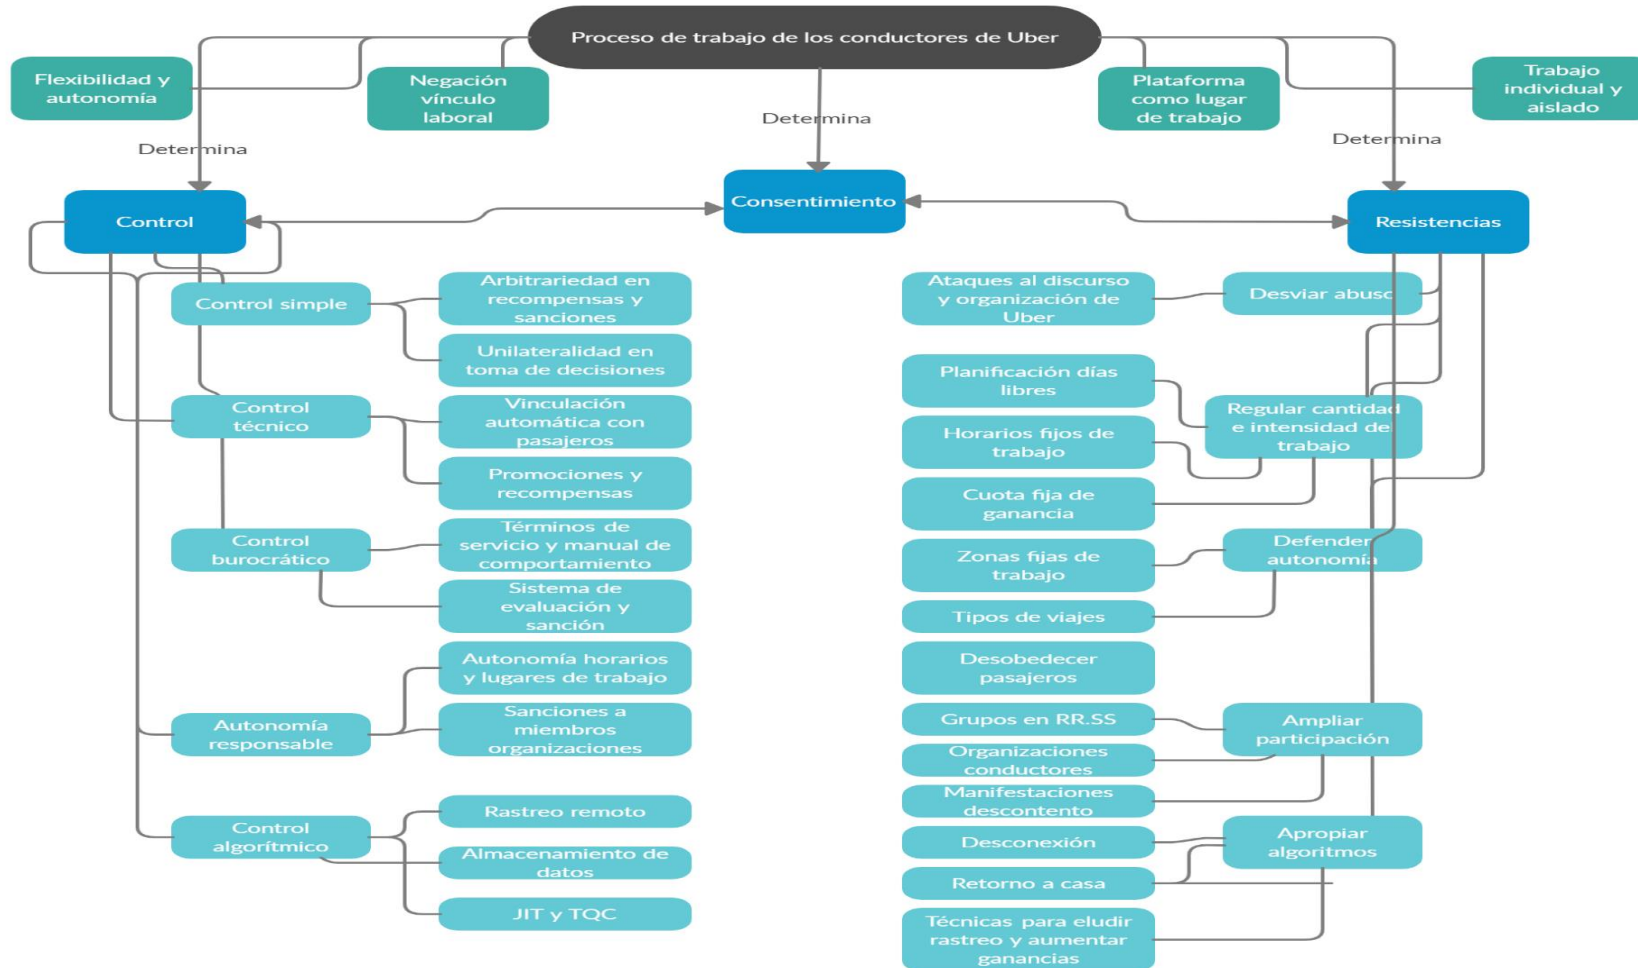 Proceso de trabajo de los conductores de Uber
Flexibilidad y
autonomía
Negación
vínculo
laboral
Plataforma
como lugar
de trabajo
Trabajo
individual y
aislado
Determina
Determina
Determina
Control
Consentimiento
Resistencias
Control simple
Arbitrariedad en
recompensas y
sanciones
Unilateralidad en
toma de decisiones
Control
técnico
Vinculación
automática con
pasajeros
Promociones y
recompensas
Control
burocrático
Términos de
servicio y manual de
comportamiento
Sistema de
evaluación y
sanción
Autonomía
responsable
Autonomía horarios
y lugares de trabajo
Sanciones a
miembros
organizaciones
Control
algorítmico
Rastreo remoto
Almacenamiento de
datos
JIT y TQC
Ataques al discurso
y organización de
Uber
Desviar abuso
Planificación días
libres
Horarios fijos de
trabajo
Cuota fija de
ganancia
Regular cantidad
e intensidad del
trabajo
Zonas fijas de
trabajo
Tipos de viajes
Defender
autonomía
Desobedecer
pasajeros
Grupos en RR.SS
Organizaciones
conductores
Manifestaciones
descontento
Ampliar
participación
Desconexión
Retorno a casa
Técnicas para eludir
rastreo y aumentar
ganancias
Apropiar
algoritmos